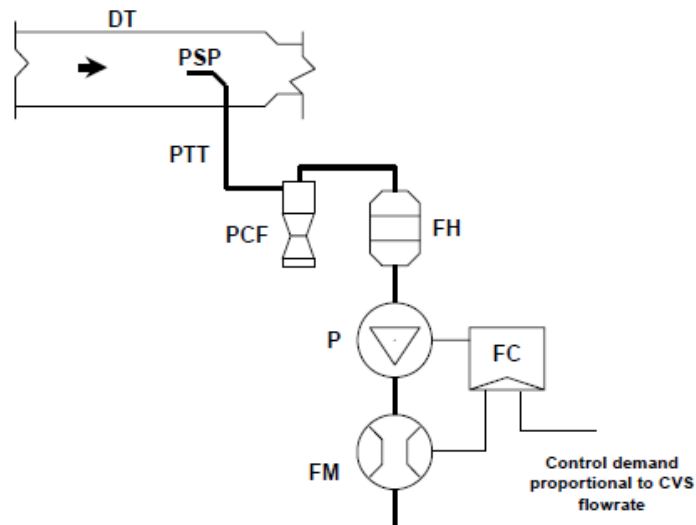 DT
PSP
PTT
PCF
FH
P
FC
FM
Control demand
proportional to CVS
flowrate